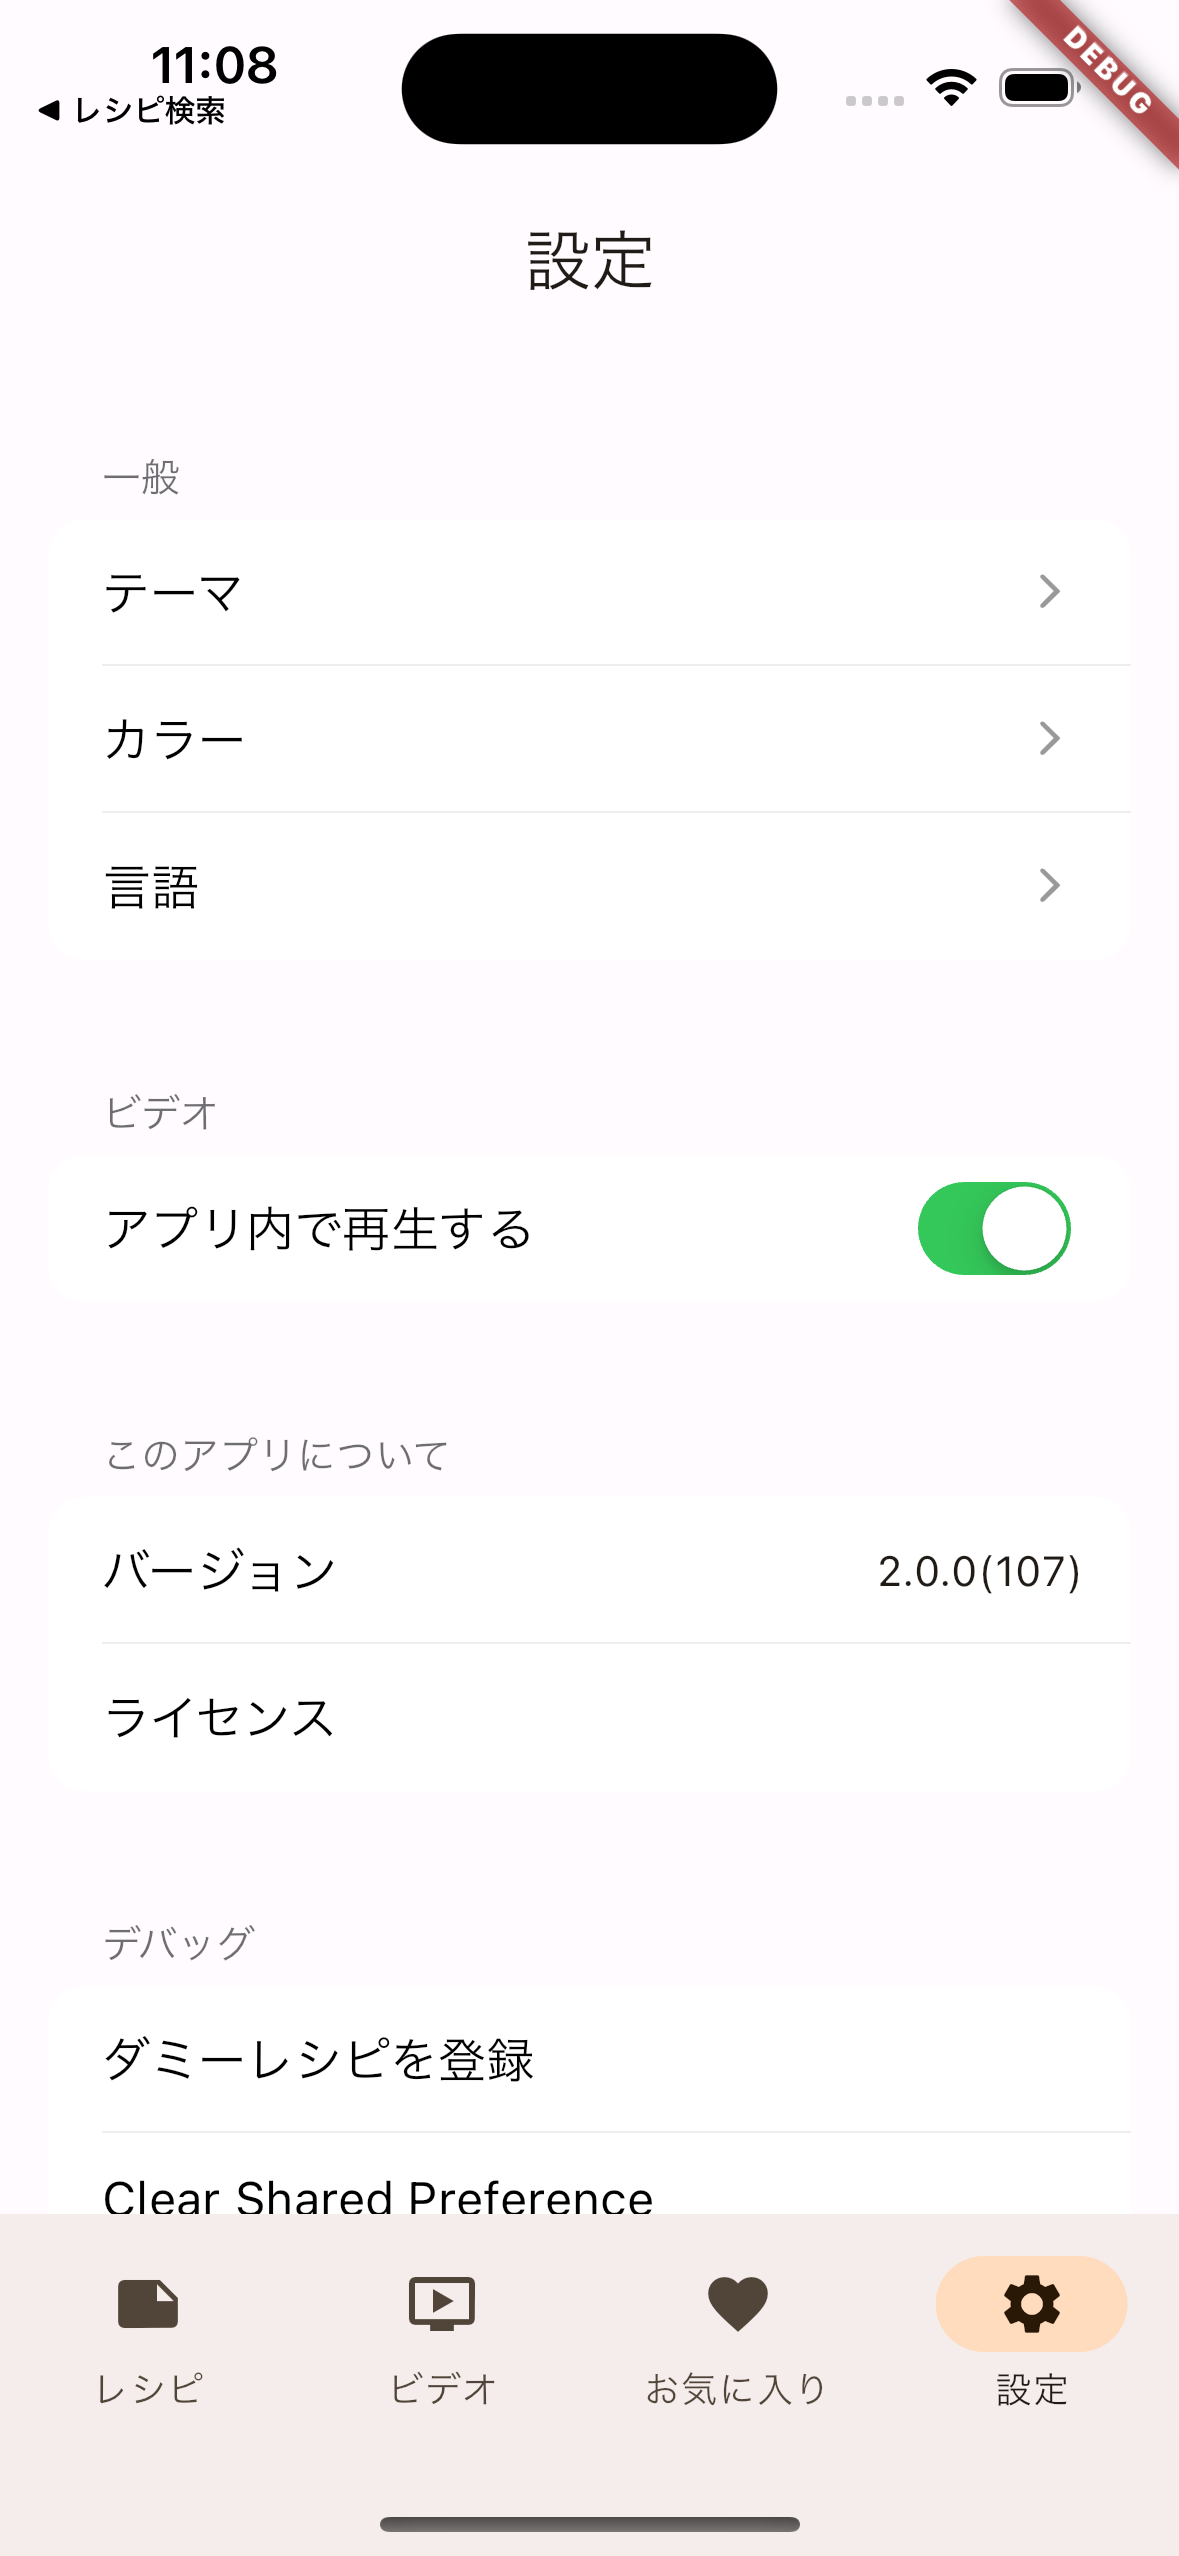 11:08
DEBUG
◀ レシピ検索
設定
一般
テーマ
カラー
言語
ビデオ
アプリ内で再生する
このアプリについて
バージョン 2.0.0(107)
ライセンス
デバッグ
ダミーレシピを登録
Clear Shared Preference
レシピ ビデオ お気に入り 設定